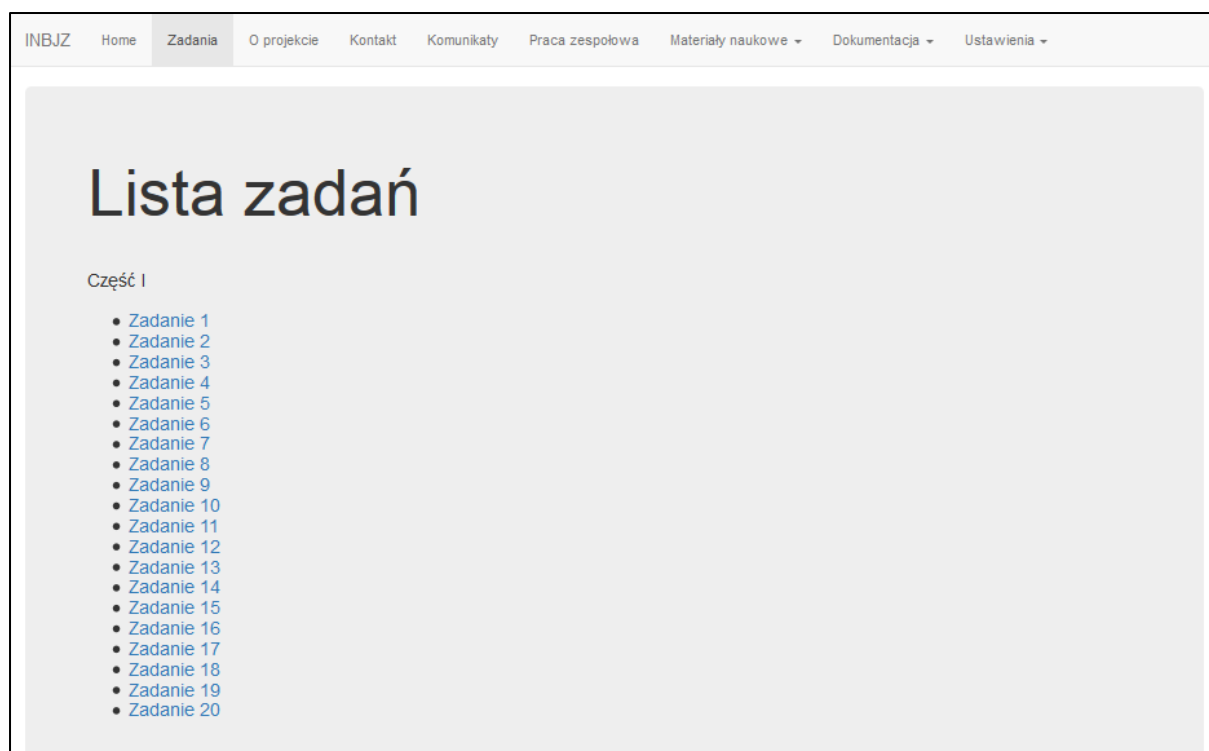 INBJZ Home Zadania O projekcie Kontakt Komunikaty Praca zespołowa Materiały naukowe Dokumentacja Ustawienia
Lista zadań
Część I
Zadanie 1
Zadanie 2
Zadanie 3
Zadanie 4
Zadanie 5
Zadanie 6
Zadanie 7
Zadanie 8
Zadanie 9
Zadanie 10
Zadanie 11
Zadanie 12
Zadanie 13
Zadanie 14
Zadanie 15
Zadanie 16
Zadanie 17
Zadanie 18
Zadanie 19
Zadanie 20